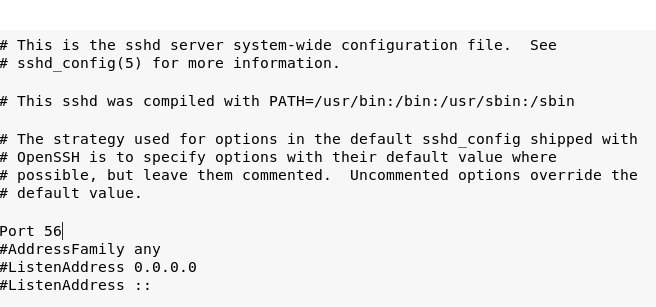 # This is the sshd server system-wide configuration file.  See
# sshd_config(5) for more information.
# This sshd was compiled with PATH=/usr/bin:/bin:/usr/sbin:/sbin
# The strategy used for options in the default sshd_config shipped with
# OpenSSH is to specify options with their default value where
# possible, but leave them commented.  Uncommented options override the
# default value.
Port 56
#AddressFamily any
#ListenAddress 0.0.0.0
#ListenAddress ::